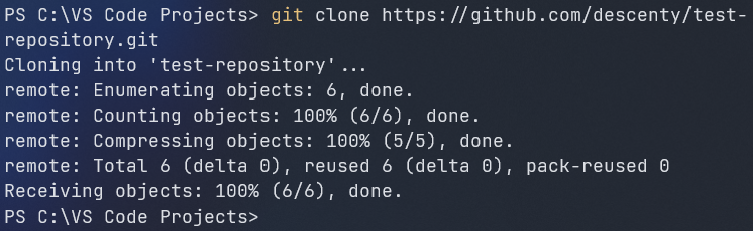 PS C:\VS Code Projects> git clone https://github.com/descenty/test-
repository.git
Cloning into 'test-repository'...
remote: Enumerating objects: 6, done.
remote: Counting objects: 100% (6/6), done.
remote: Compressing objects: 100% (5/5), done.
remote: Total 6 (delta 0), reused 6 (delta 0), pack-reused 0
Receiving objects: 100% (6/6), done.
PS C:\VS Code Projects>